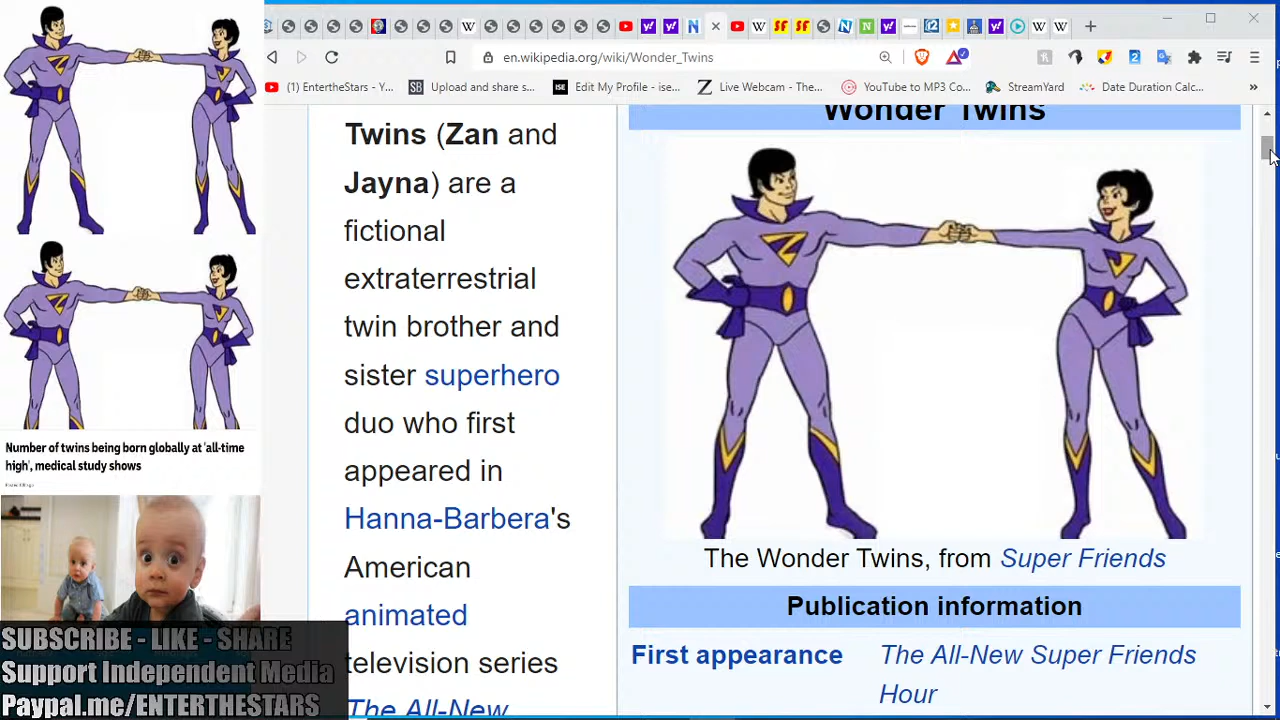 en.wikipedia.org/wiki/Wonder_Twins
(1) EntertheStars - Y...
Upload and share s...
Edit My Profile - ise...
Live Webcam - The...
YouTube to MP3 Co...
StreamYard
Date Duration Calc...
Wonder Twins
Twins (Zan and
Jayna) are a
fictional
extraterrestrial
twin brother and
sister superhero
duo who first
appeared in
Hanna-Barbera's
American
animated
television series
The All-New
The Wonder Twins, from Super Friends
Publication information
First appearance
The All-New Super Friends
Hour
Number of twins being born globally at 'all-time
high', medical study shows
SUBSCRIBE - LIKE - SHARE
Support Independent Media
Paypal.me/ENTERTHESTARS